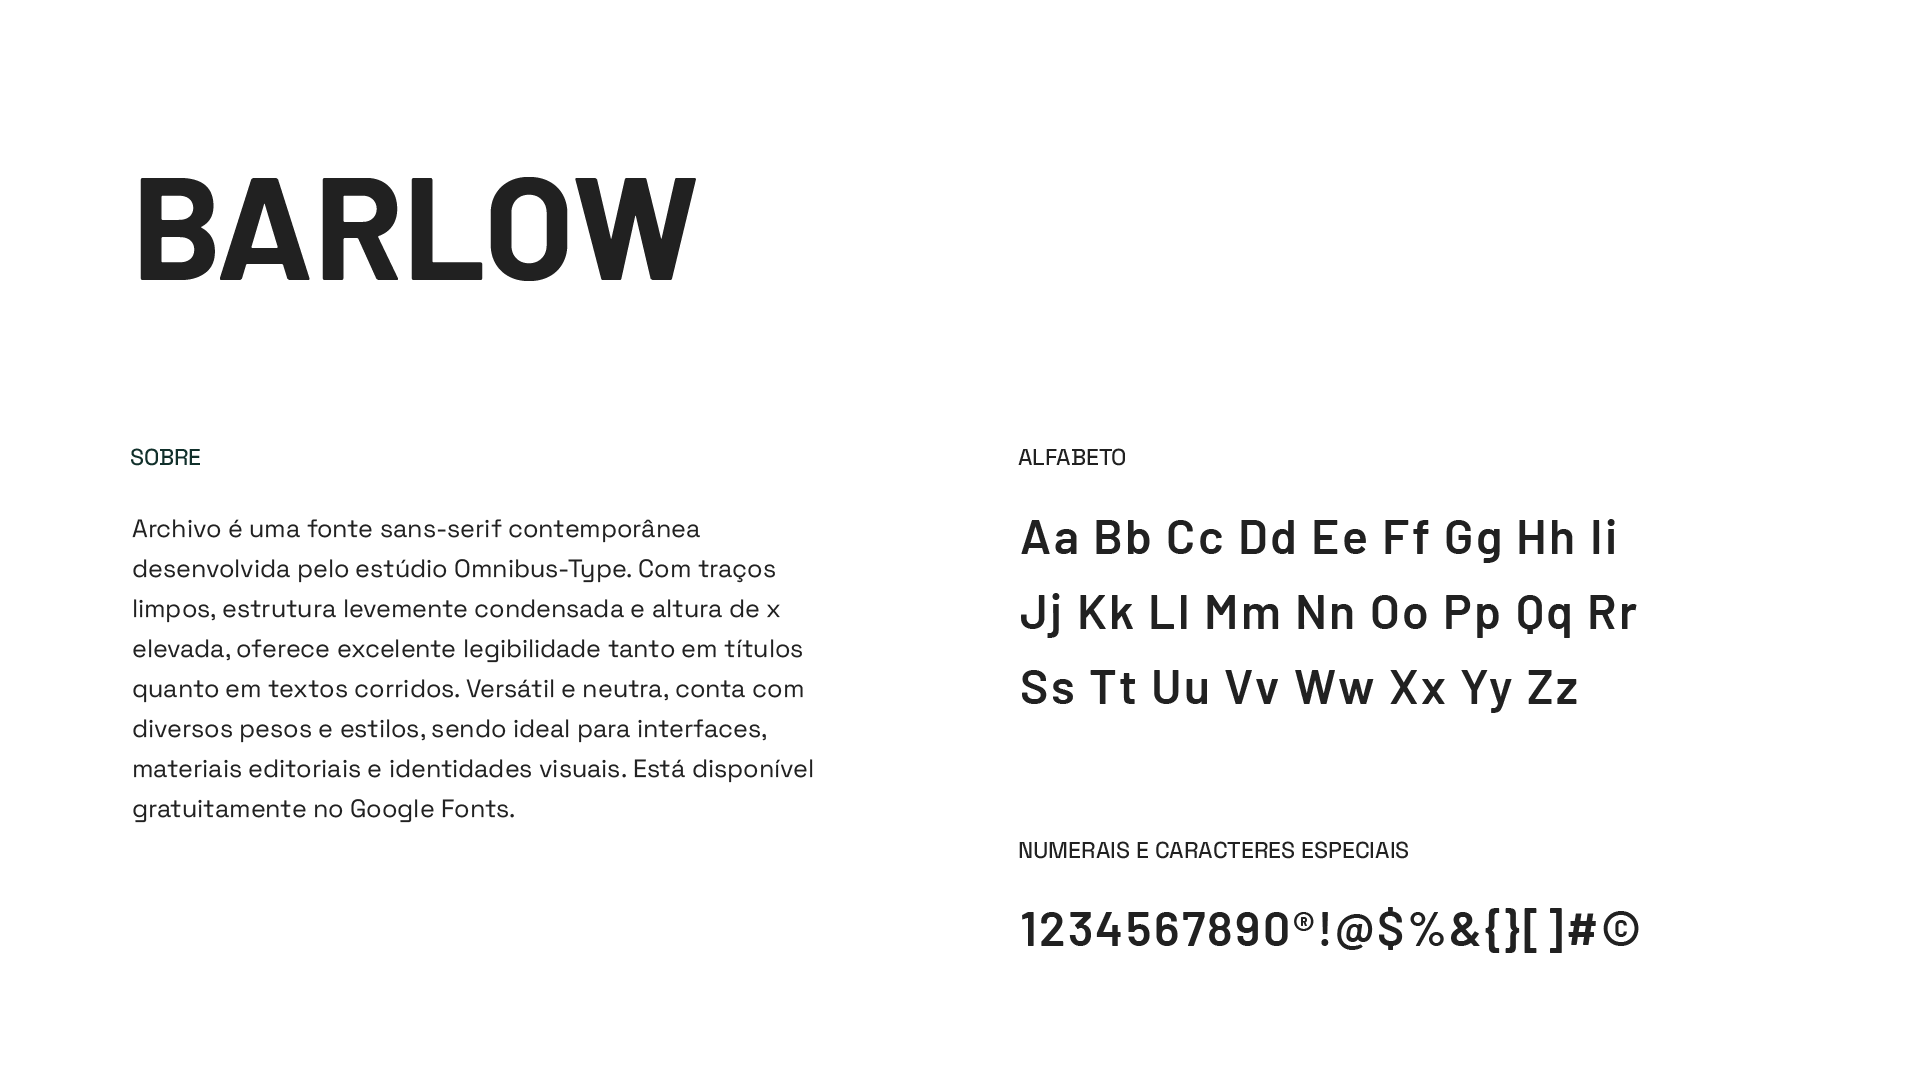 BARLOW
SOBRE
Archivo é uma fonte sans-serif contemporânea
desenvolvida pelo estúdio Omnibus-Type. Com traços
limpos, estrutura levemente condensada e altura de x
elevada, oferece excelente legibilidade tanto em títulos
quanto em textos corridos. Versátil e neutra, conta com
diversos pesos e estilos, sendo ideal para interfaces,
materiais editoriais e identidades visuais. Está disponível
gratuitamente no Google Fonts.
ALFABETO
Aa Bb Cc Dd Ee Ff Gg Hh Ii
Jj Kk Ll Mm Nn Oo Pp Qq Rr
Ss Tt Uu Vv Ww Xx Yy Zz
NUMERAIS E CARACTERES ESPECIAIS
1234567890®!@$%&{}[ ]#©